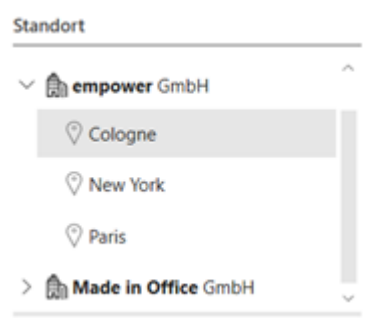 Standort
empower GmbH
Cologne
New York
Paris
Made in Office GmbH